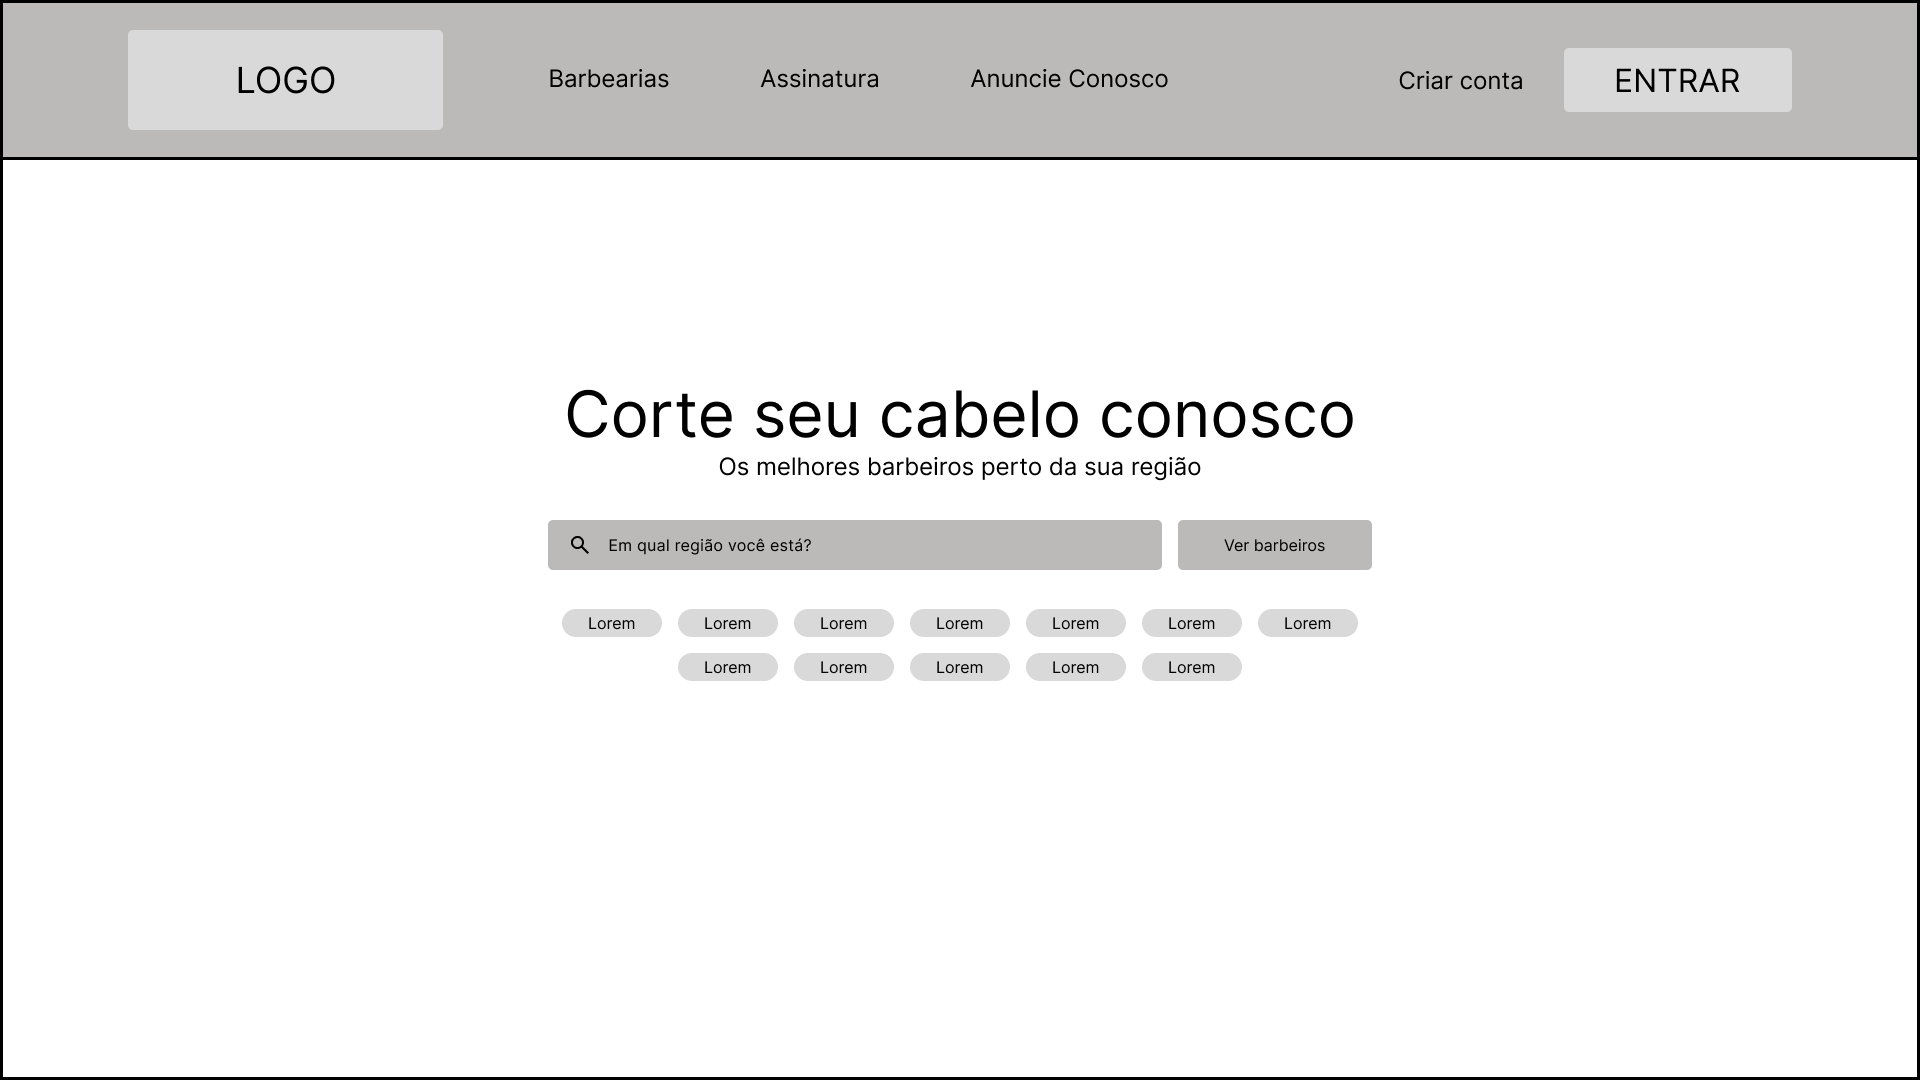 LOGO
Barbearias
Assinatura
Anuncie Conosco
Criar conta
ENTRAR
Corte seu cabelo conosco
Os melhores barbeiros perto da sua região
Em qual região você está?
Ver barbeiros
Lorem Lorem Lorem Lorem Lorem Lorem Lorem
Lorem Lorem Lorem Lorem Lorem